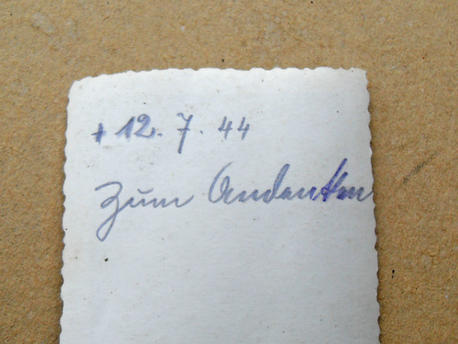 + 12. 7. 44
Zum Andenken